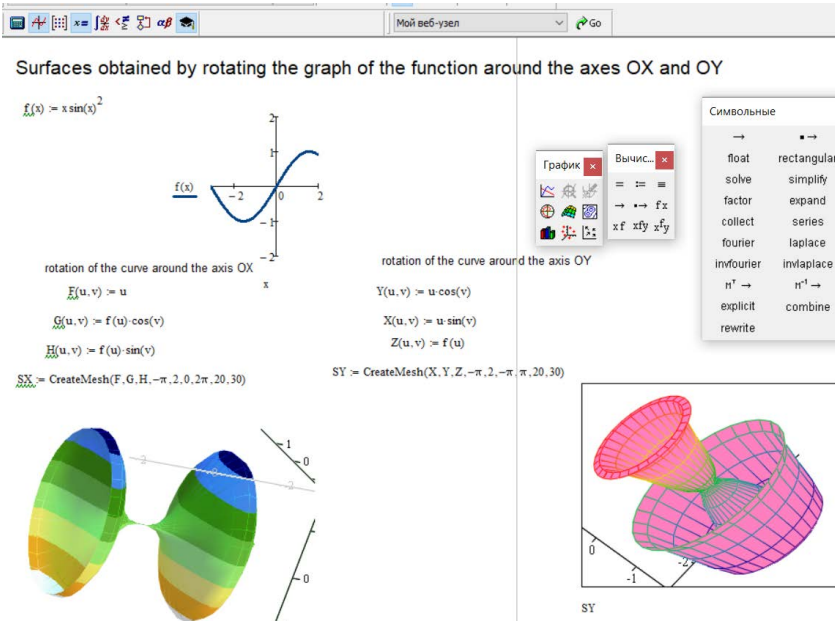 Мой веб-узел
Go
Surfaces obtained by rotating the graph of the function around the axes OX and OY
f(x) := x sin(x)^2
2
1
f(x)
−2
0
2
−1
−2
x
График
Вычис...
= := ≡
→ ▪→ fx
xf xfy xfy
Символьные
→ ▪→
float rectangular
solve simplify
factor expand
collect series
fourier laplace
invfourier invlaplace
Mᵀ → M⁻¹ →
explicit combine
rewrite
rotation of the curve around the axis OX
F(u,v) := u
G(u,v) := f(u)·cos(v)
H(u,v) := f(u)·sin(v)
SX := CreateMesh(F,G,H,−π,2,0,2π,20,30)
rotation of the curve around the axis OY
Y(u,v) := u·cos(v)
X(u,v) := u·sin(v)
Z(u,v) := f(u)
SY := CreateMesh(X,Y,Z,−π,2,−π,π,20,30)
-2
0
-2
1
0
0
0
-1
-2
SY